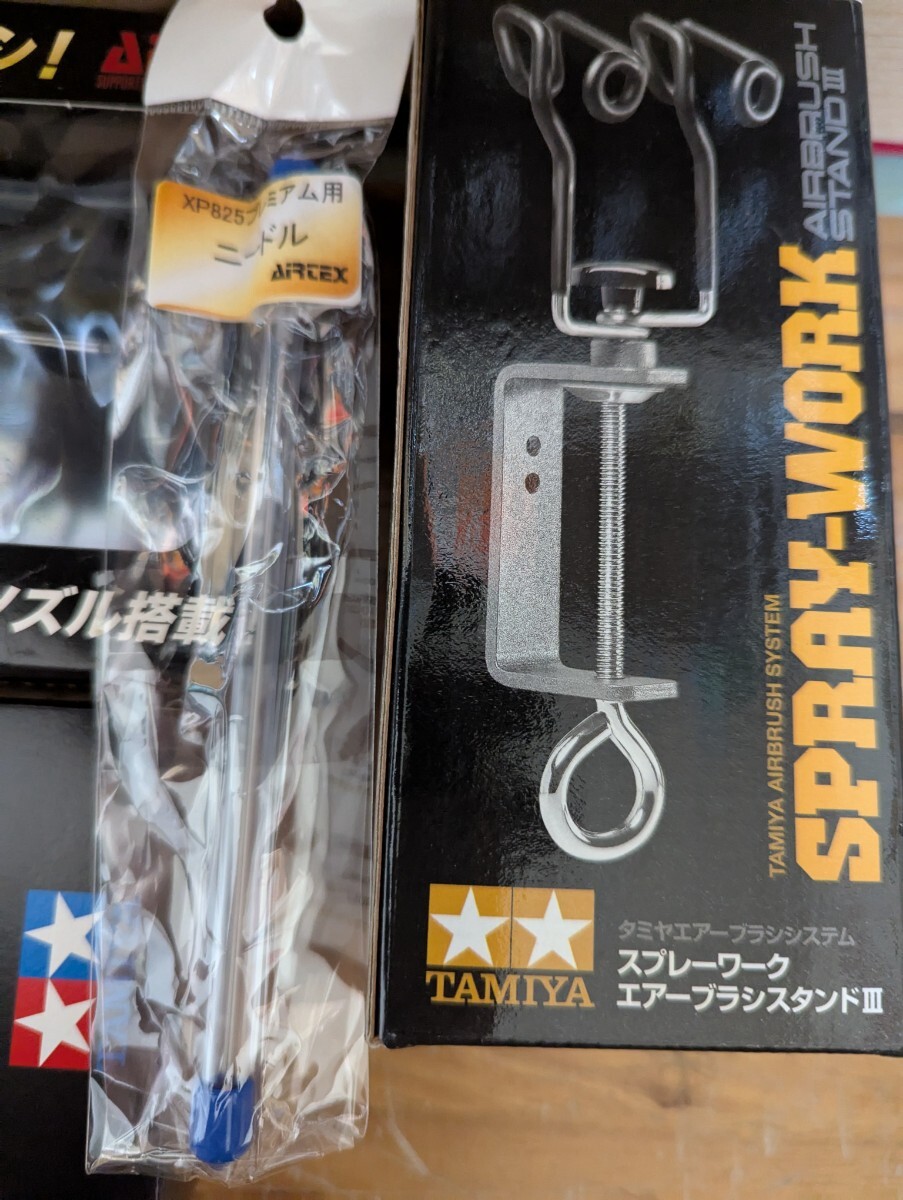 シ!
XP825プレミアム用
ニードル
AIRTEX
ノズル搭載
AIRBRUSH
STAND III
SPRAY-WORK
TAMIYA AIRBRUSH SYSTEM
TAMIYA
タミヤエアーブラシシステム
スプレーワーク
エアーブラシスタンドIII